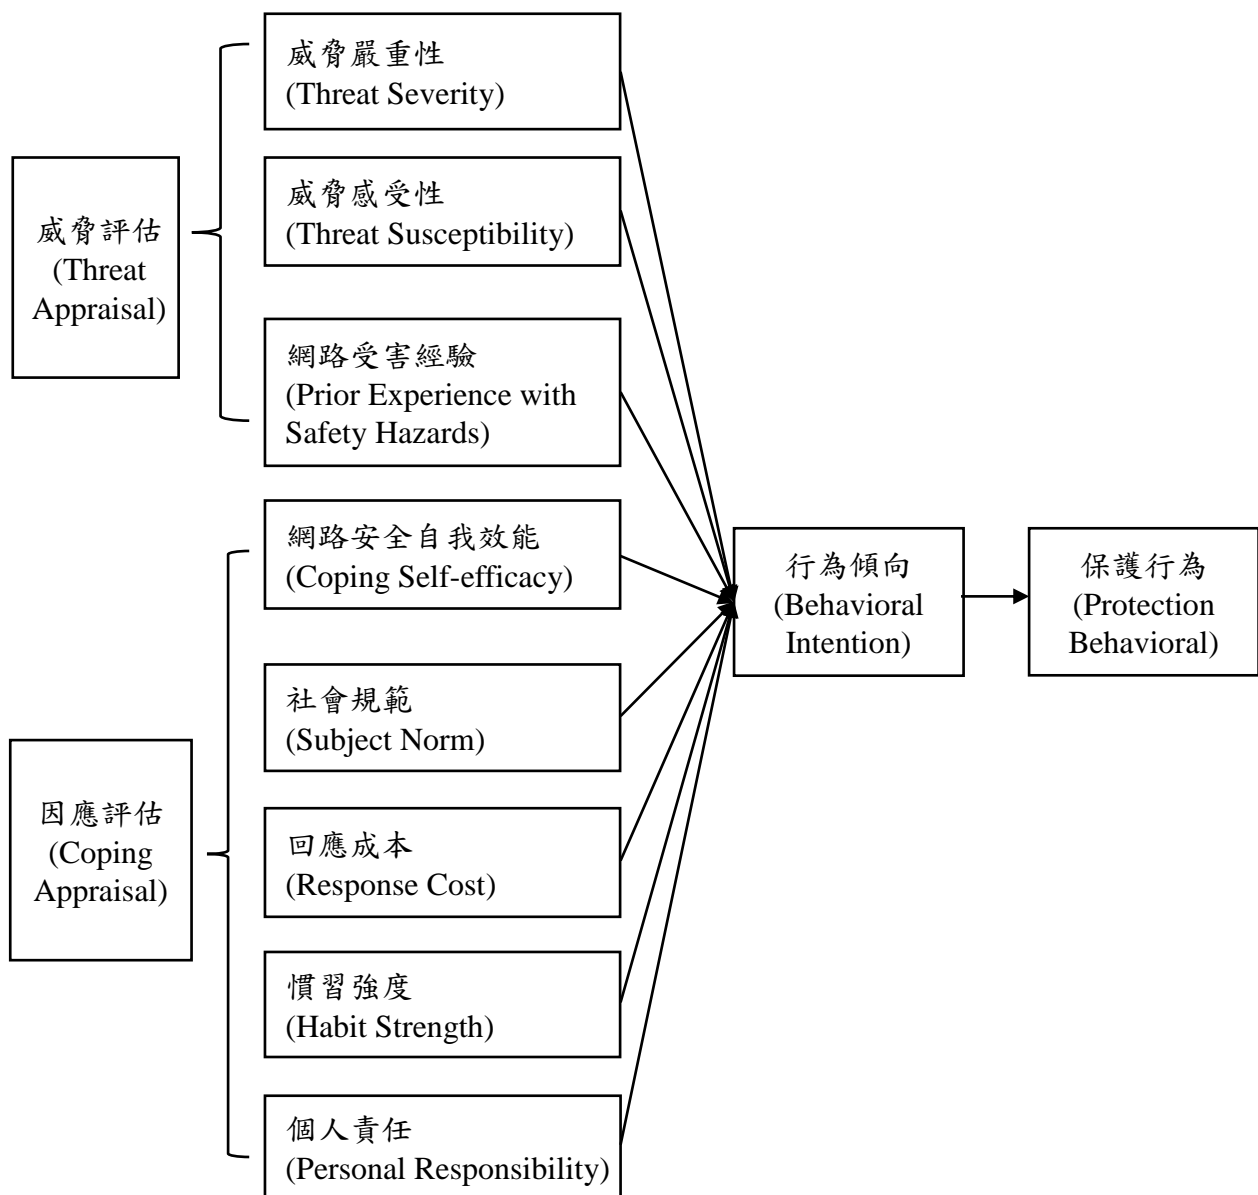 威脅嚴重性
(Threat Severity)
威脅感受性
(Threat Susceptibility)
威脅評估
(Threat
Appraisal)
網路受害經驗
(Prior Experience with
Safety Hazards)
網路安全自我效能
(Coping Self-efficacy)
社會規範
(Subject Norm)
因應評估
(Coping
Appraisal)
回應成本
(Response Cost)
慣習強度
(Habit Strength)
個人責任
(Personal Responsibility)
行為傾向
(Behavioral
Intention)
保護行為
(Protection
Behavioral)